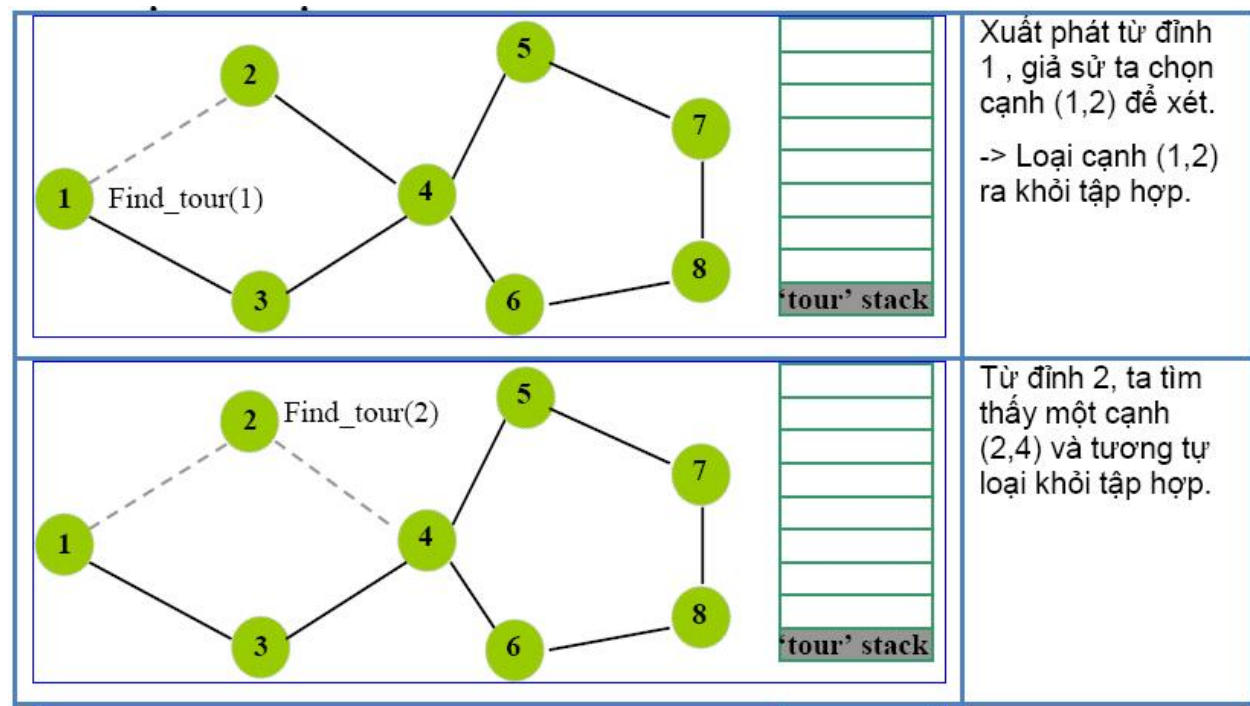 2
5
7
1
Find_tour(1)
4
3
6
8
'tour' stack
Xuất phát từ đỉnh
1 , giả sử ta chọn
cạnh (1,2) để xét.
-> Loại cạnh (1,2)
ra khỏi tập hợp.
2
Find_tour(2)
5
7
1
4
3
6
8
'tour' stack
Từ đỉnh 2, ta tìm
thấy một cạnh
(2,4) và tương tự
loại khỏi tập hợp.